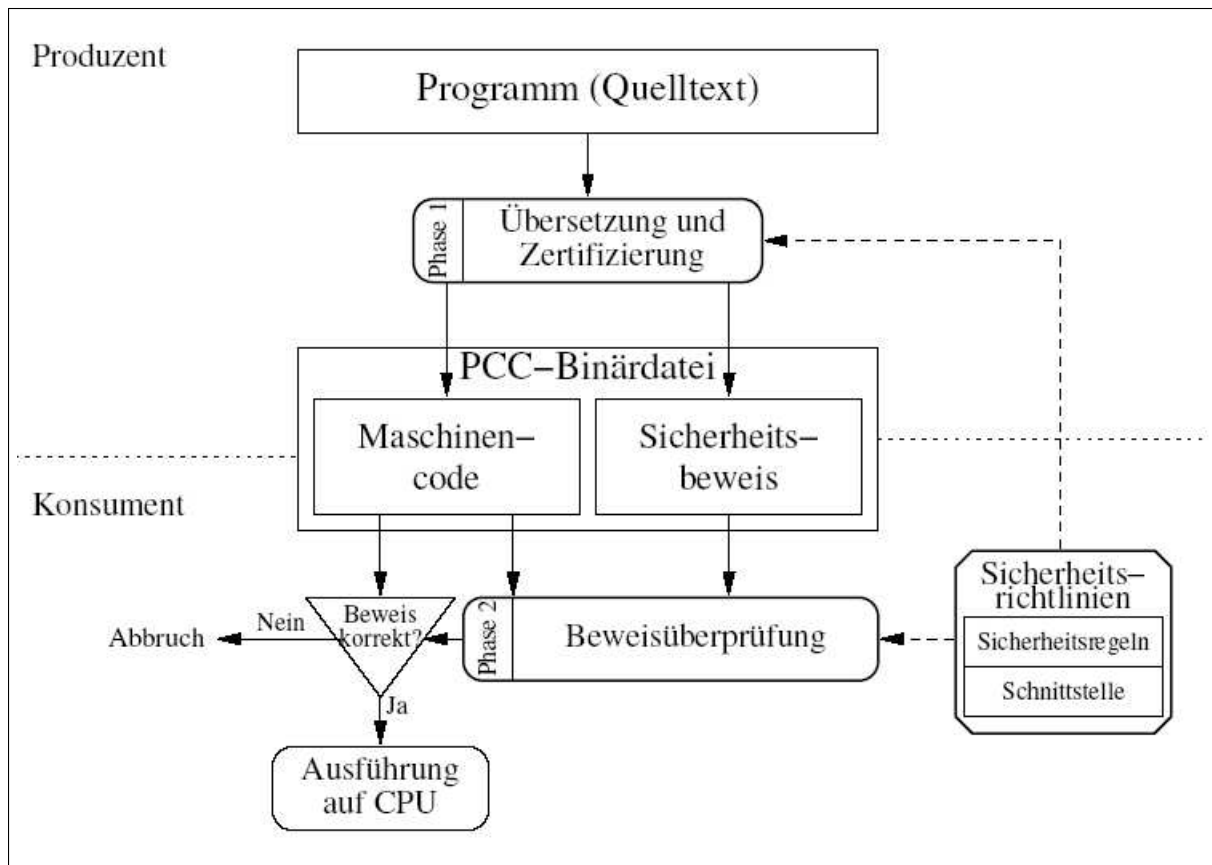 Produzent
Programm (Quelltext)
Phase 1
Übersetzung und
Zertifizierung
PCC–Binärdatei
Maschinen–
code
Sicherheits–
beweis
Konsument
Sicherheits–
richtlinien
Sicherheitsregeln
Schnittstelle
Phase 2
Beweisüberprüfung
Beweis
korrekt?
Nein
Abbruch
Ja
Ausführung
auf CPU